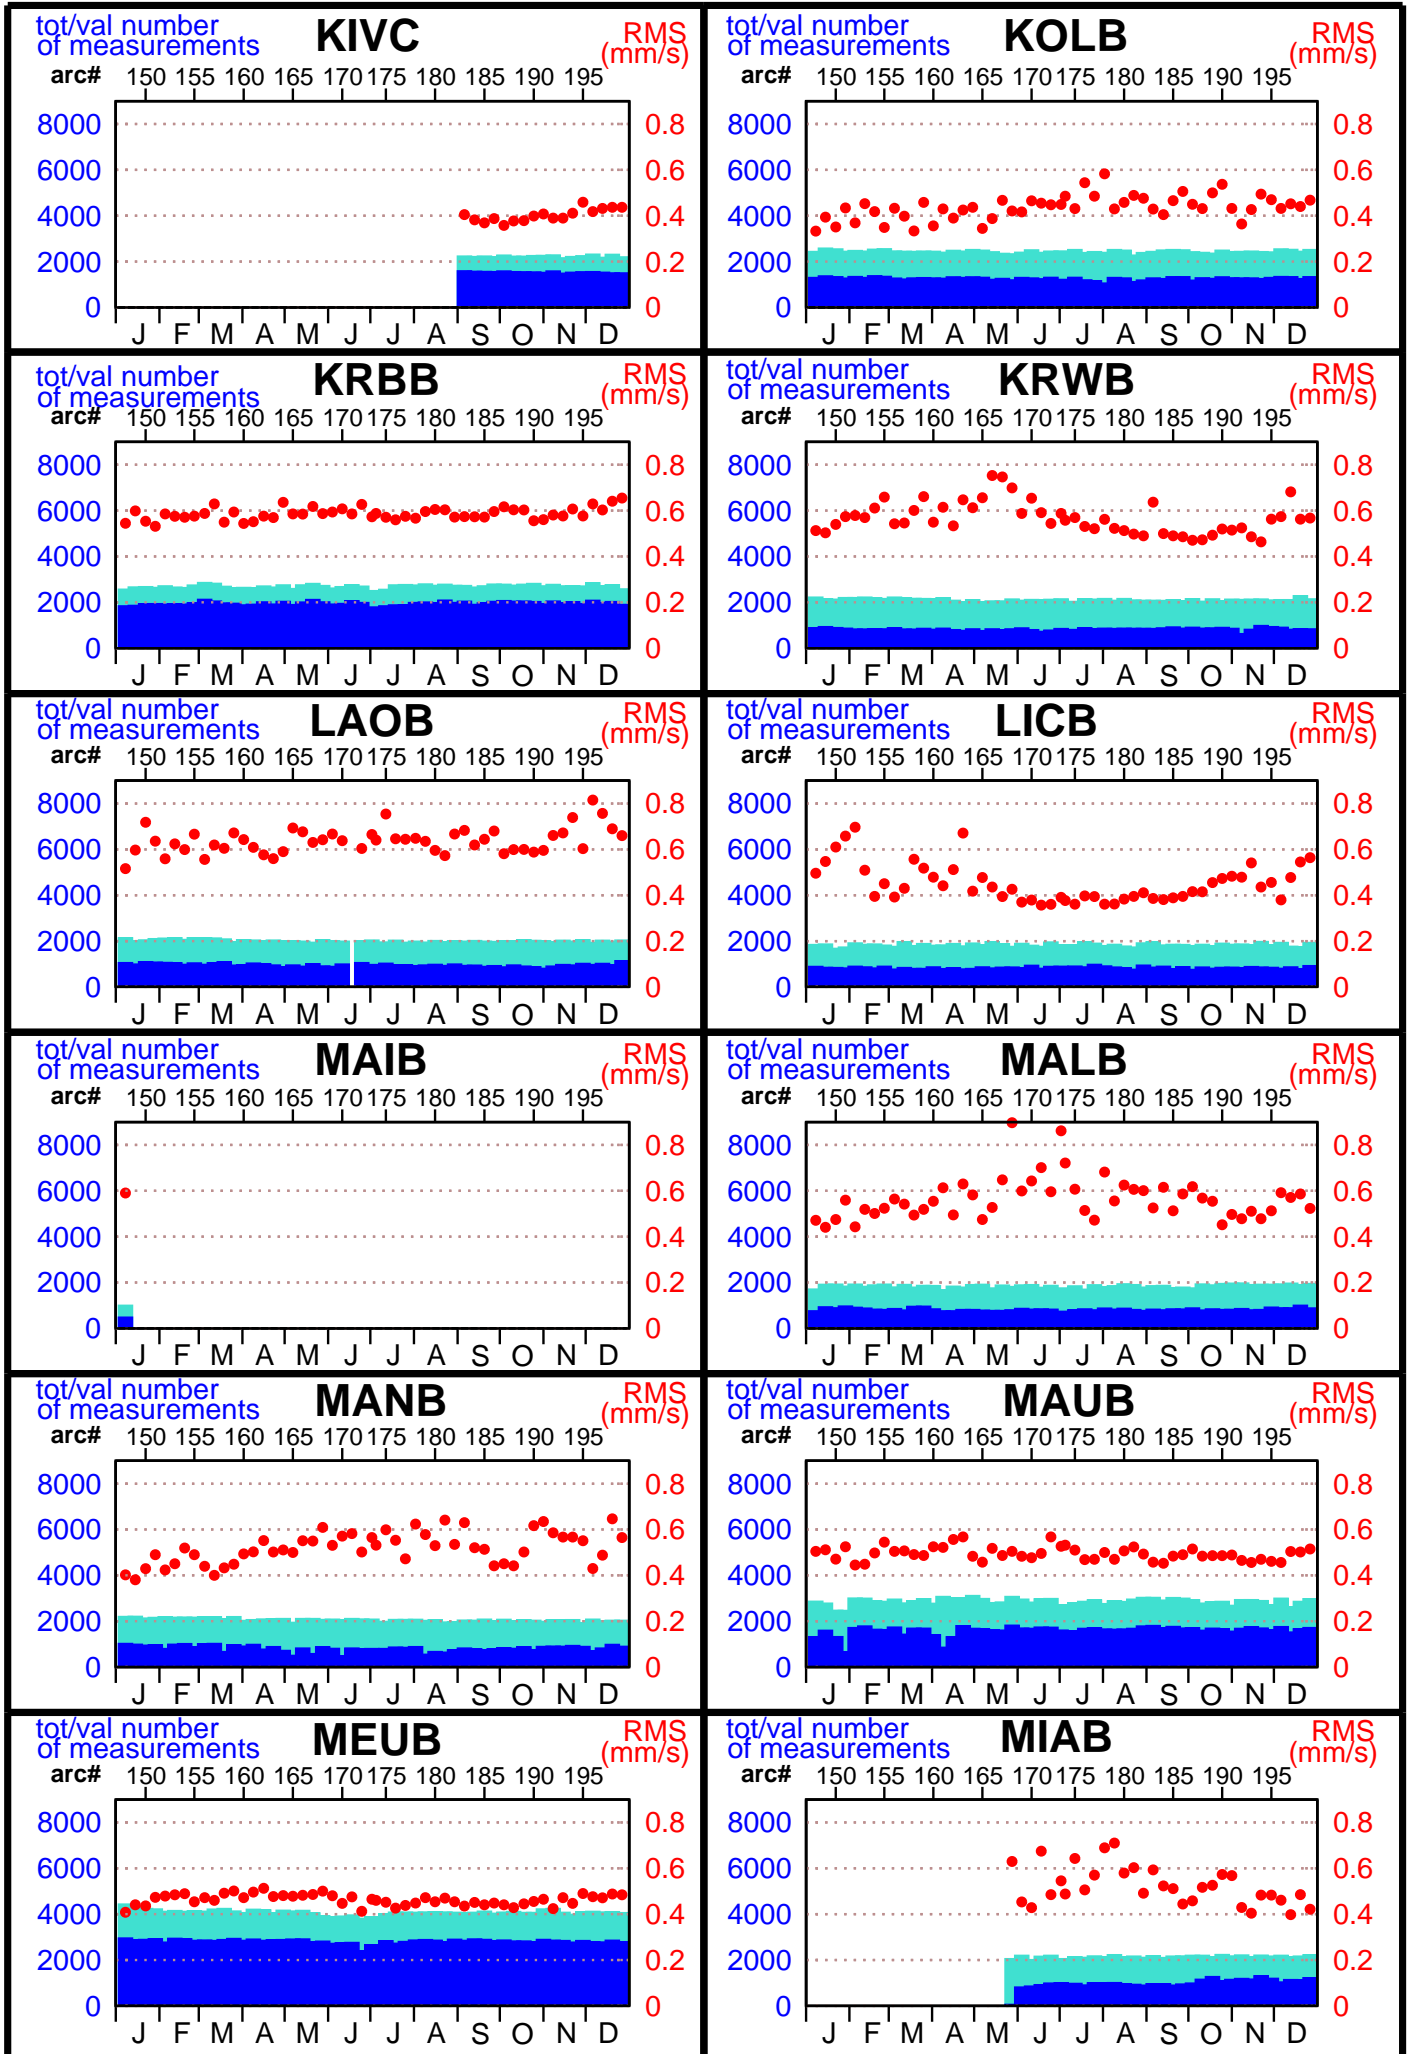 tot/val number KIVC RMS
of measurements (mm/s)
arc# 150 155 160 165 170 175 180 185 190 195
8000 0.8
6000 0.6
4000 0.4
2000 0.2
0 0
J F M A M J J A S O N D
tot/val number KOLB RMS
of measurements (mm/s)
arc# 150 155 160 165 170 175 180 185 190 195
8000 0.8
6000 0.6
4000 0.4
2000 0.2
0 0
J F M A M J J A S O N D
tot/val number KRBB RMS
of measurements (mm/s)
arc# 150 155 160 165 170 175 180 185 190 195
8000 0.8
6000 0.6
4000 0.4
2000 0.2
0 0
J F M A M J J A S O N D
tot/val number KRWB RMS
of measurements (mm/s)
arc# 150 155 160 165 170 175 180 185 190 195
8000 0.8
6000 0.6
4000 0.4
2000 0.2
0 0
J F M A M J J A S O N D
tot/val number LAOB RMS
of measurements (mm/s)
arc# 150 155 160 165 170 175 180 185 190 195
8000 0.8
6000 0.6
4000 0.4
2000 0.2
0 0
J F M A M J J A S O N D
tot/val number LICB RMS
of measurements (mm/s)
arc# 150 155 160 165 170 175 180 185 190 195
8000 0.8
6000 0.6
4000 0.4
2000 0.2
0 0
J F M A M J J A S O N D
tot/val number MAIB RMS
of measurements (mm/s)
arc# 150 155 160 165 170 175 180 185 190 195
8000 0.8
6000 0.6
4000 0.4
2000 0.2
0 0
J F M A M J J A S O N D
tot/val number MALB RMS
of measurements (mm/s)
arc# 150 155 160 165 170 175 180 185 190 195
8000 0.8
6000 0.6
4000 0.4
2000 0.2
0 0
J F M A M J J A S O N D
tot/val number MANB RMS
of measurements (mm/s)
arc# 150 155 160 165 170 175 180 185 190 195
8000 0.8
6000 0.6
4000 0.4
2000 0.2
0 0
J F M A M J J A S O N D
tot/val number MAUB RMS
of measurements (mm/s)
arc# 150 155 160 165 170 175 180 185 190 195
8000 0.8
6000 0.6
4000 0.4
2000 0.2
0 0
J F M A M J J A S O N D
tot/val number MEUB RMS
of measurements (mm/s)
arc# 150 155 160 165 170 175 180 185 190 195
8000 0.8
6000 0.6
4000 0.4
2000 0.2
0 0
J F M A M J J A S O N D
tot/val number MIAB RMS
of measurements (mm/s)
arc# 150 155 160 165 170 175 180 185 190 195
8000 0.8
6000 0.6
4000 0.4
2000 0.2
0 0
J F M A M J J A S O N D